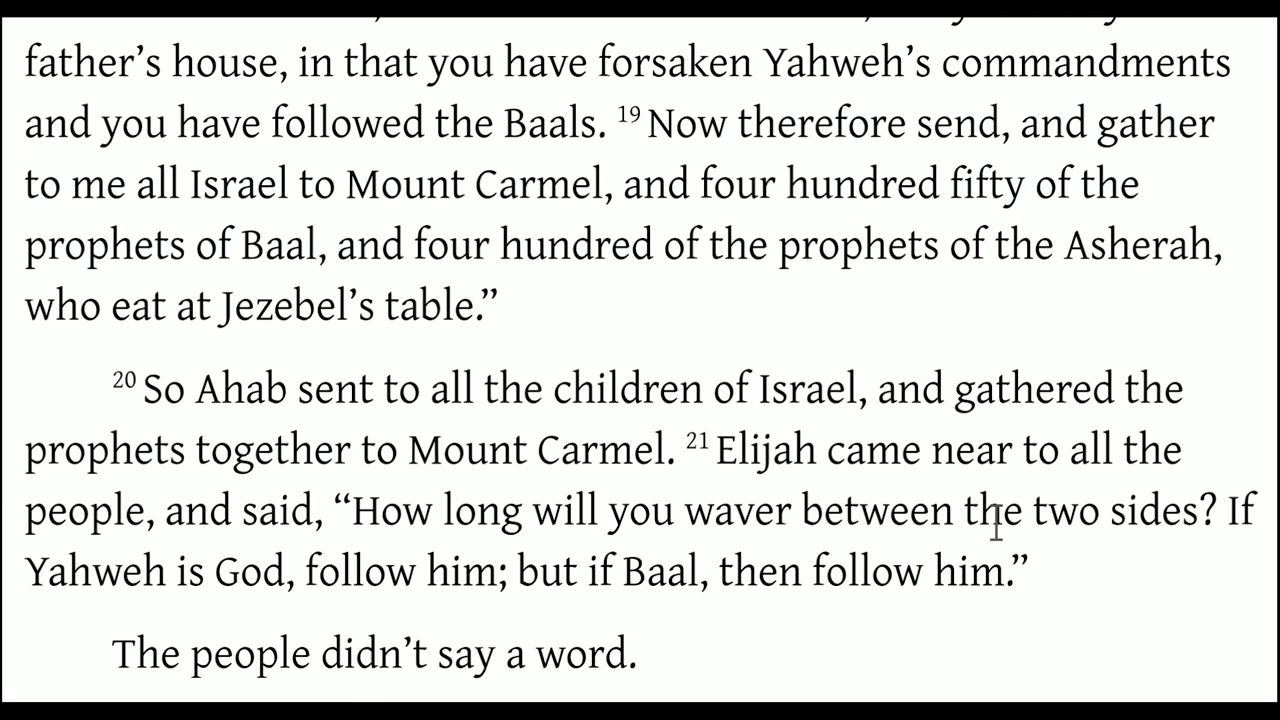 father’s house, in that you have forsaken Yahweh’s commandments
and you have followed the Baals. 19 Now therefore send, and gather
to me all Israel to Mount Carmel, and four hundred fifty of the
prophets of Baal, and four hundred of the prophets of the Asherah,
who eat at Jezebel’s table.”
20 So Ahab sent to all the children of Israel, and gathered the
prophets together to Mount Carmel. 21 Elijah came near to all the
people, and said, “How long will you waver between the two sides? If
Yahweh is God, follow him; but if Baal, then follow him.”
The people didn’t say a word.